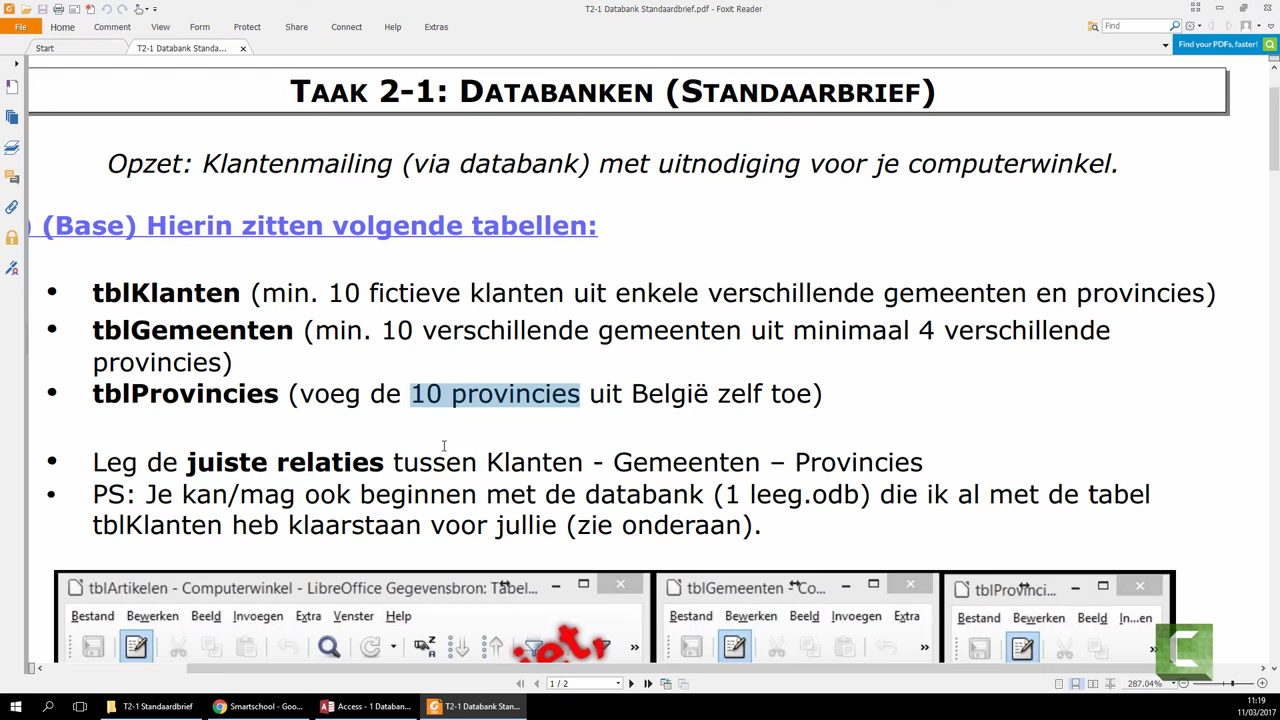 T2-1 Databank Standaardbrief.pdf - Foxit Reader
File Home Comment View Form Protect Share Connect Help Extras
Find
Start T2-1 Databank Standa...
Find your PDFs, faster!
TAAK 2-1: DATABANKEN (STANDAARBRIEF)
Opzet: Klantenmailing (via databank) met uitnodiging voor je computerwinkel.
) (Base) Hierin zitten volgende tabellen:
• tblKlanten (min. 10 fictieve klanten uit enkele verschillende gemeenten en provincies)
• tblGemeenten (min. 10 verschillende gemeenten uit minimaal 4 verschillende
provincies)
• tblProvincies (voeg de 10 provincies uit België zelf toe)
• Leg de juiste relaties tussen Klanten - Gemeenten – Provincies
• PS: Je kan/mag ook beginnen met de databank (1 leeg.odb) die ik al met de tabel
tblKlanten heb klaarstaan voor jullie (zie onderaan).
tblArtikelen - Computerwinkel - LibreOffice Gegevensbron: Tabel... tblGemeenten - Co... tblProvinci...
Bestand Bewerken Beeld Invoegen Extra Venster Help Bestand Bewerken Beeld Invoegen Extra Bestand Bewerken Beeld In...en
1 / 2
287.04%
T2-1 Standaardbrief Smartschool - Goo... Access - 1 Databan... T2-1 Databank Stan...
11:19
11/03/2017